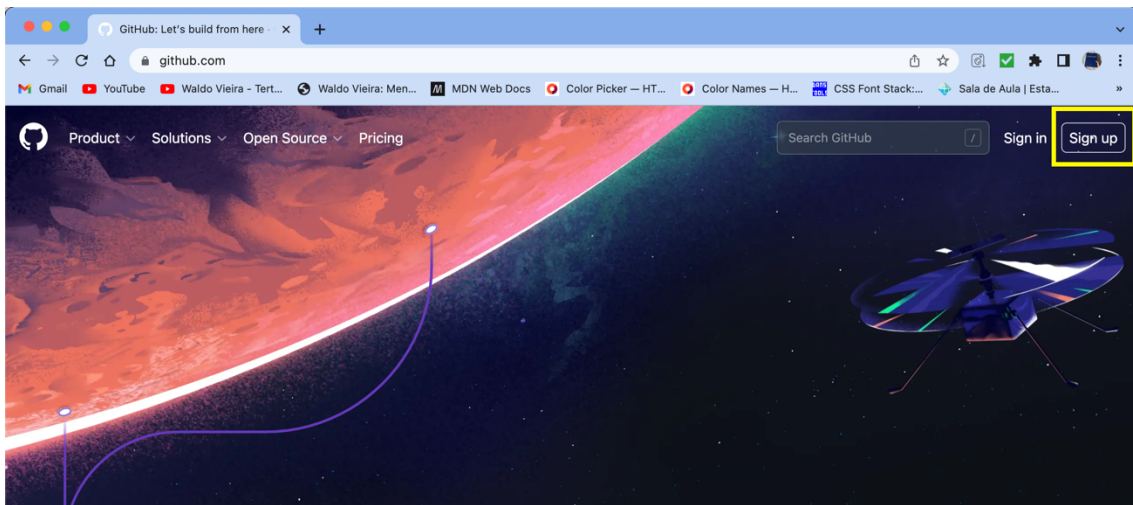 GitHub: Let's build from here ·
github.com
Gmail YouTube Waldo Vieira - Tert... Waldo Vieira: Men... MDN Web Docs Color Picker — HT... Color Names — H... CSS Font Stack:... Sala de Aula | Esta... »
Product Solutions Open Source Pricing Search GitHub / Sign in Sign up